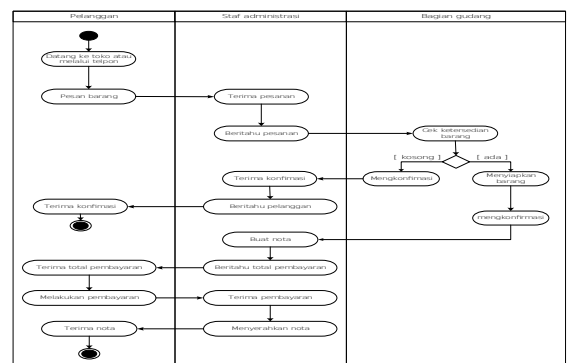 Pelanggan
Staf administrasi
Bagian gudang
Datang ke toko atau
melalui telpon
Pesan barang
Terima pesanan
Beritahu pesanan
Cek ketersedian
barang
[ kosong ]
[ ada ]
Terima konfimasi
Mengkonfimasi
Menyiapkan
barang
Terima konfimasi
Beritahu pelanggan
mengkonfirmasi
Buat nota
Terima total pembayaran
Beritahu total pembayaran
Melakukan pembayaran
Terima pembayaran
Terima nota
Menyerahkan nota